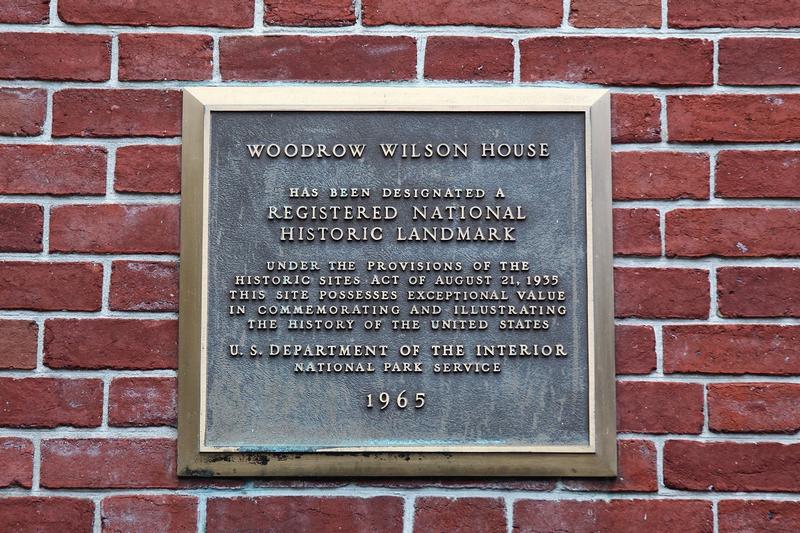 WOODROW WILSON HOUSE
HAS BEEN DESIGNATED A
REGISTERED NATIONAL
HISTORIC LANDMARK
UNDER THE PROVISIONS OF THE
HISTORIC SITES ACT OF AUGUST 21, 1935
THIS SITE POSSESSES EXCEPTIONAL VALUE
IN COMMEMORATING AND ILLUSTRATING
THE HISTORY OF THE UNITED STATES
U.S. DEPARTMENT OF THE INTERIOR
NATIONAL PARK SERVICE
1965